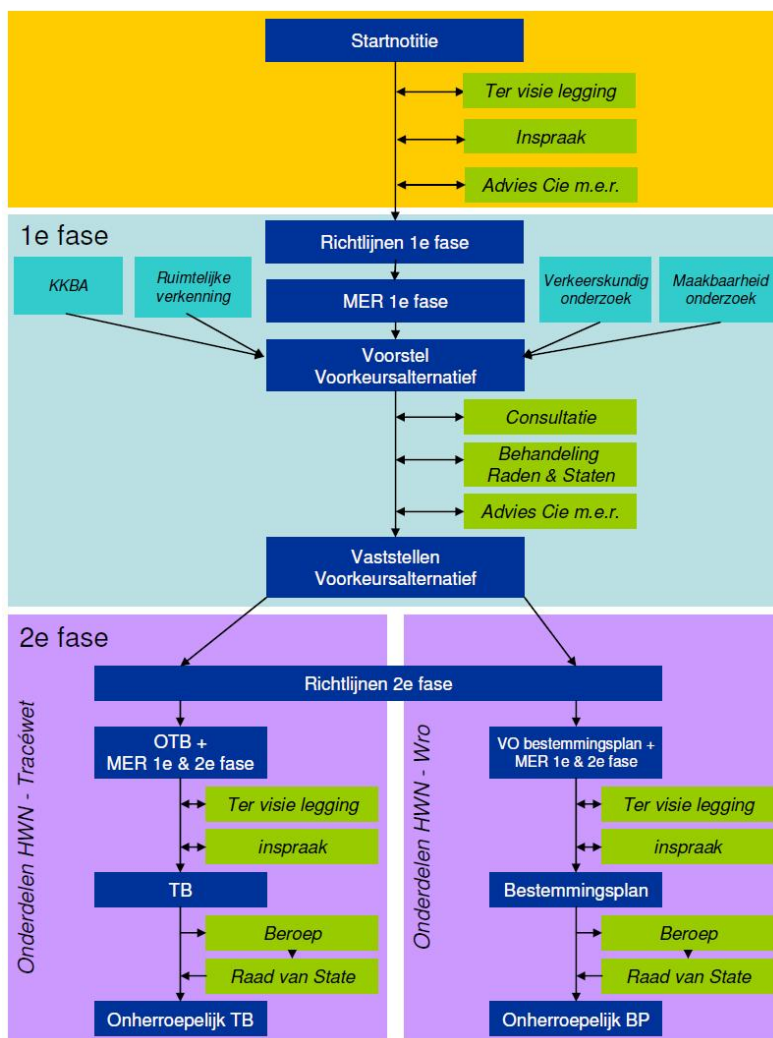 Startnotitie
Ter visie legging
Inspraak
Advies Cie m.e.r.
1e fase
Richtlijnen 1e fase
KKBA
Ruimtelijke
verkenning
MER 1e fase
Verkeerskundig
onderzoek
Maakbaarheid
onderzoek
Voorstel
Voorkeursalternatief
Consultatie
Behandeling
Raden & Staten
Advies Cie m.e.r.
Vaststellen
Voorkeursalternatief
2e fase
Richtlijnen 2e fase
Onderdelen HWN - Tracéwet
OTB +
MER 1e & 2e fase
Ter visie legging
inspraak
TB
Beroep
Raad van State
Onherroepelijk TB
Onderdelen HWN - Wro
VO bestemmingsplan +
MER 1e & 2e fase
Ter visie legging
inspraak
Bestemmingsplan
Beroep
Raad van State
Onherroepelijk BP